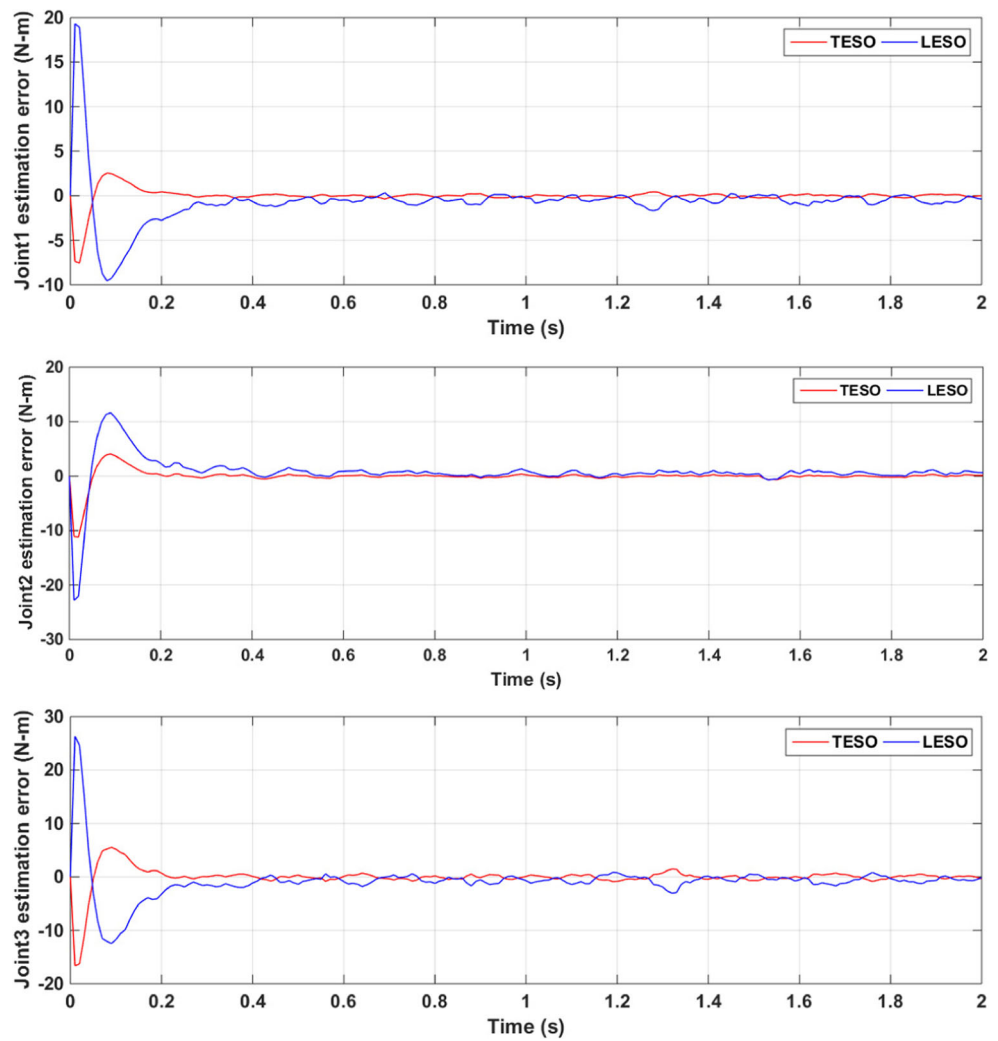 Joint1 estimation error (N-m)
20
15
10
5
0
-5
-10
TESO LESO
0 0.2 0.4 0.6 0.8 1 1.2 1.4 1.6 1.8 2
Time (s)
Joint2 estimation error (N-m)
20
10
0
-10
-20
-30
TESO LESO
0 0.2 0.4 0.6 0.8 1 1.2 1.4 1.6 1.8 2
Time (s)
Joint3 estimation error (N-m)
30
20
10
0
-10
-20
TESO LESO
0 0.2 0.4 0.6 0.8 1 1.2 1.4 1.6 1.8 2
Time (s)